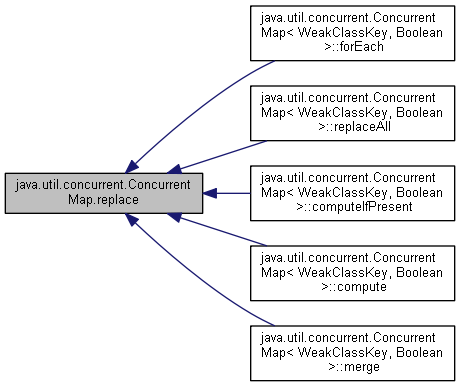 java.util.concurrent.Concurrent
Map< WeakClassKey, Boolean
>::forEach
java.util.concurrent.Concurrent
Map< WeakClassKey, Boolean
>::replaceAll
java.util.concurrent.Concurrent
Map.replace
java.util.concurrent.Concurrent
Map< WeakClassKey, Boolean
>::computeIfPresent
java.util.concurrent.Concurrent
Map< WeakClassKey, Boolean
>::compute
java.util.concurrent.Concurrent
Map< WeakClassKey, Boolean
>::merge